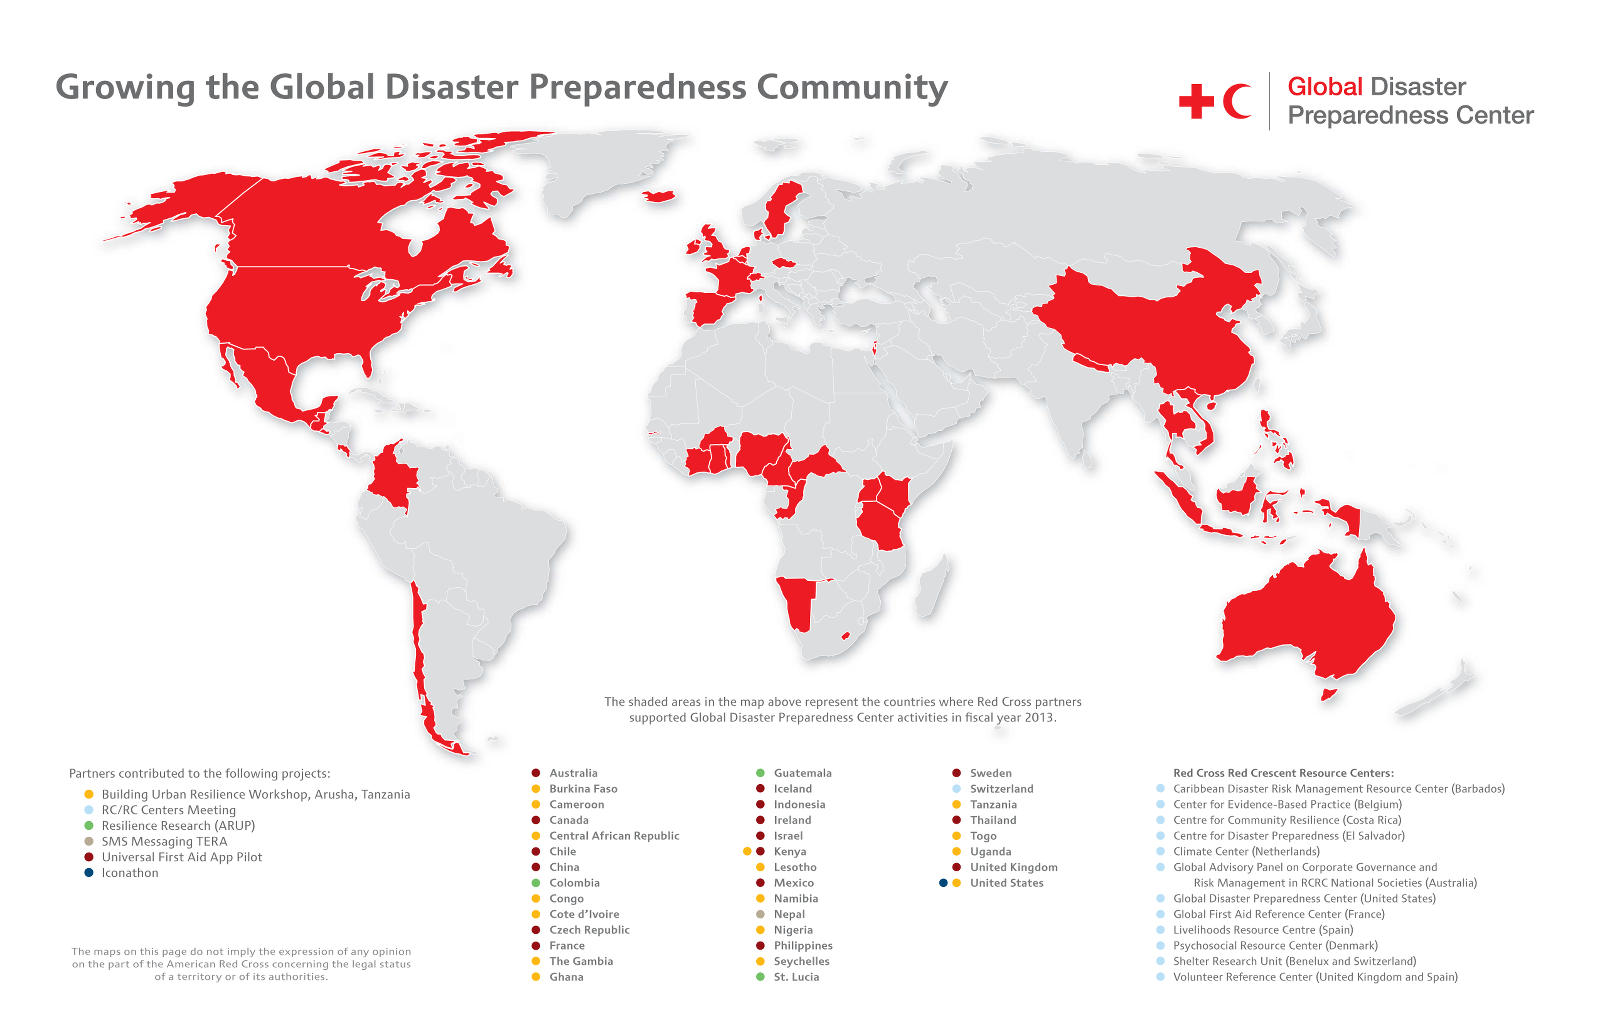 Growing the Global Disaster Preparedness Community
Global Disaster
Preparedness Center
The shaded areas in the map above represent the countries where Red Cross partners
supported Global Disaster Preparedness Center activities in fiscal year 2013.
Partners contributed to the following projects:
Building Urban Resilience Workshop, Arusha, Tanzania
RC/RC Centers Meeting
Resilience Research (ARUP)
SMS Messaging TERA
Universal First Aid App Pilot
Iconathon
The maps on this page do not imply the expression of any opinion
on the part of the American Red Cross concerning the legal status
of a territory or of its authorities.
Australia
Burkina Faso
Cameroon
Canada
Central African Republic
Chile
China
Colombia
Congo
Cote d'Ivoire
Czech Republic
France
The Gambia
Ghana
Guatemala
Iceland
Indonesia
Ireland
Israel
Kenya
Lesotho
Mexico
Namibia
Nepal
Nigeria
Philippines
Seychelles
St. Lucia
Sweden
Switzerland
Tanzania
Thailand
Togo
Uganda
United Kingdom
United States
Red Cross Red Crescent Resource Centers:
Caribbean Disaster Risk Management Resource Center (Barbados)
Center for Evidence-Based Practice (Belgium)
Centre for Community Resilience (Costa Rica)
Centre for Disaster Preparedness (El Salvador)
Climate Center (Netherlands)
Global Advisory Panel on Corporate Governance and
Risk Management in RCRC National Societies (Australia)
Global Disaster Preparedness Center (United States)
Global First Aid Reference Center (France)
Livelihoods Resource Centre (Spain)
Psychosocial Resource Center (Denmark)
Shelter Research Unit (Benelux and Switzerland)
Volunteer Reference Center (United Kingdom and Spain)